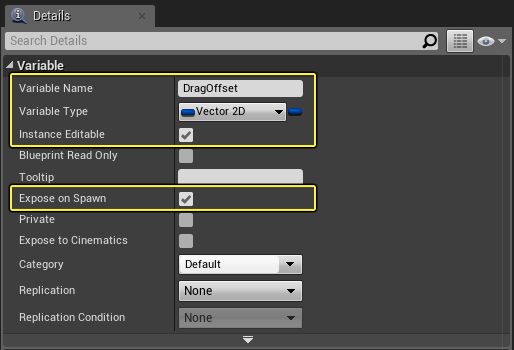 Details
Search Details
Variable
Variable Name DragOffset
Variable Type Vector 2D
Instance Editable
Blueprint Read Only
Tooltip
Expose on Spawn
Private
Expose to Cinematics
Category Default
Replication None
Replication Condition None